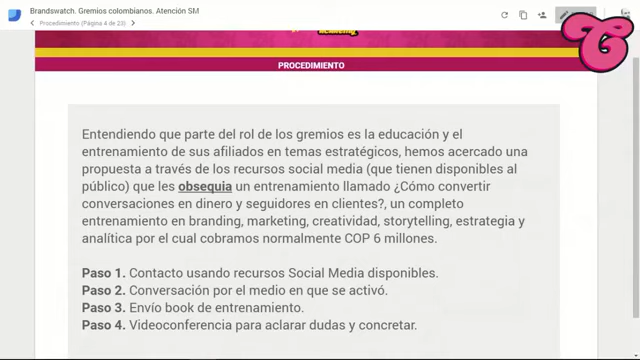 Brandswatch. Gremios colombianos. Atención SM
Procedimiento (Página 4 de 23)
PROCEDIMIENTO
Entendiendo que parte del rol de los gremios es la educación y el
entrenamiento de sus afiliados en temas estratégicos, hemos acercado una
propuesta a través de los recursos social media (que tienen disponibles al
público) que les obsequia un entrenamiento llamado ¿Cómo convertir
conversaciones en dinero y seguidores en clientes?, un completo
entrenamiento en branding, marketing, creatividad, storytelling, estrategia y
analítica por el cual cobramos normalmente COP 6 millones.
Paso 1. Contacto usando recursos Social Media disponibles.
Paso 2. Conversación por el medio en que se activó.
Paso 3. Envío book de entrenamiento.
Paso 4. Videoconferencia para aclarar dudas y concretar.